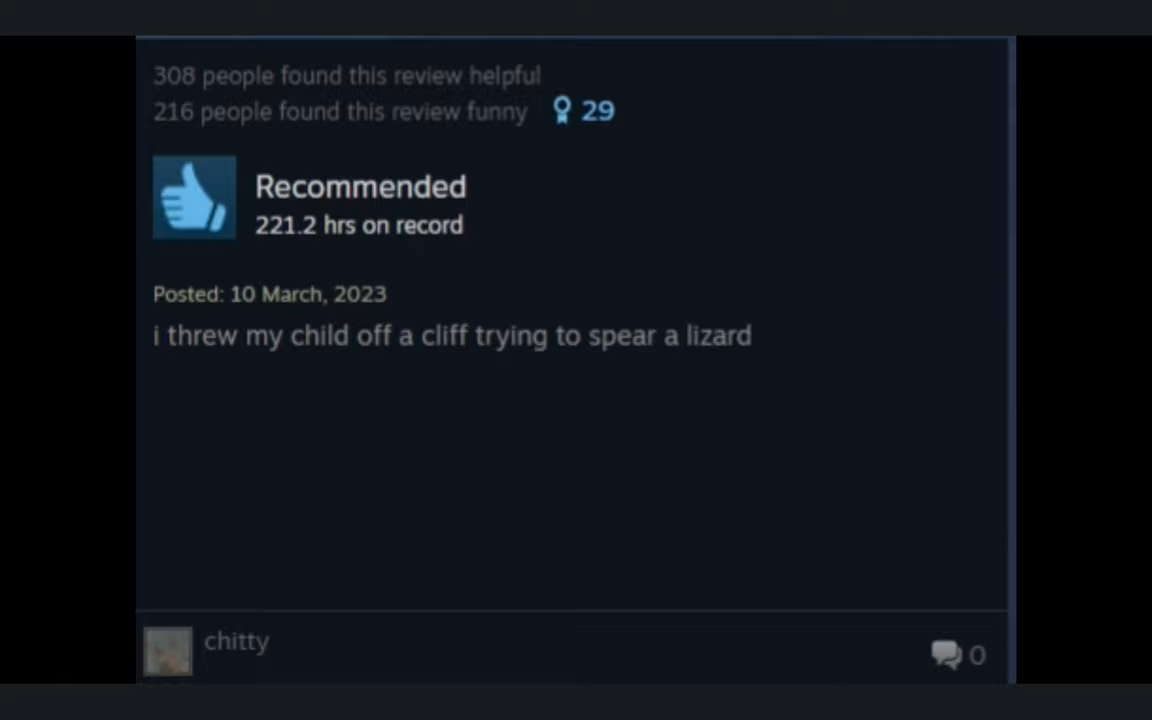 308 people found this review helpful
216 people found this review funny 29
Recommended
221.2 hrs on record
Posted: 10 March, 2023
i threw my child off a cliff trying to spear a lizard
chitty
0